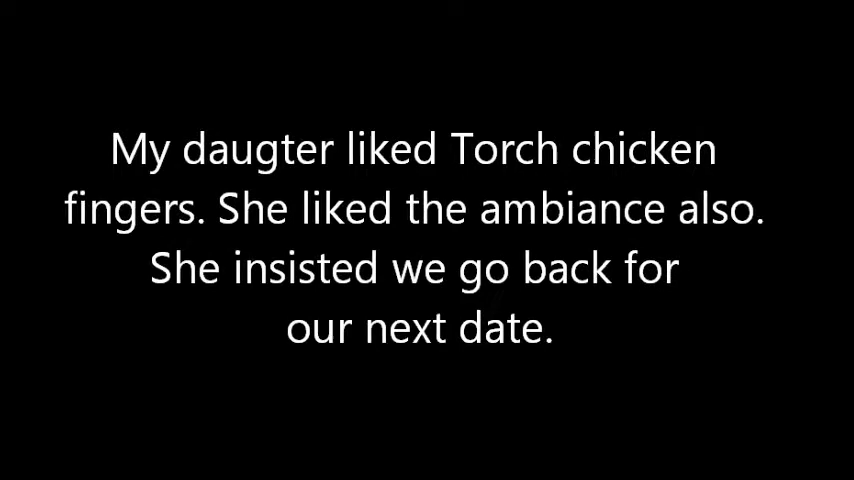 My daugter liked Torch chicken
fingers. She liked the ambiance also.
She insisted we go back for
our next date.